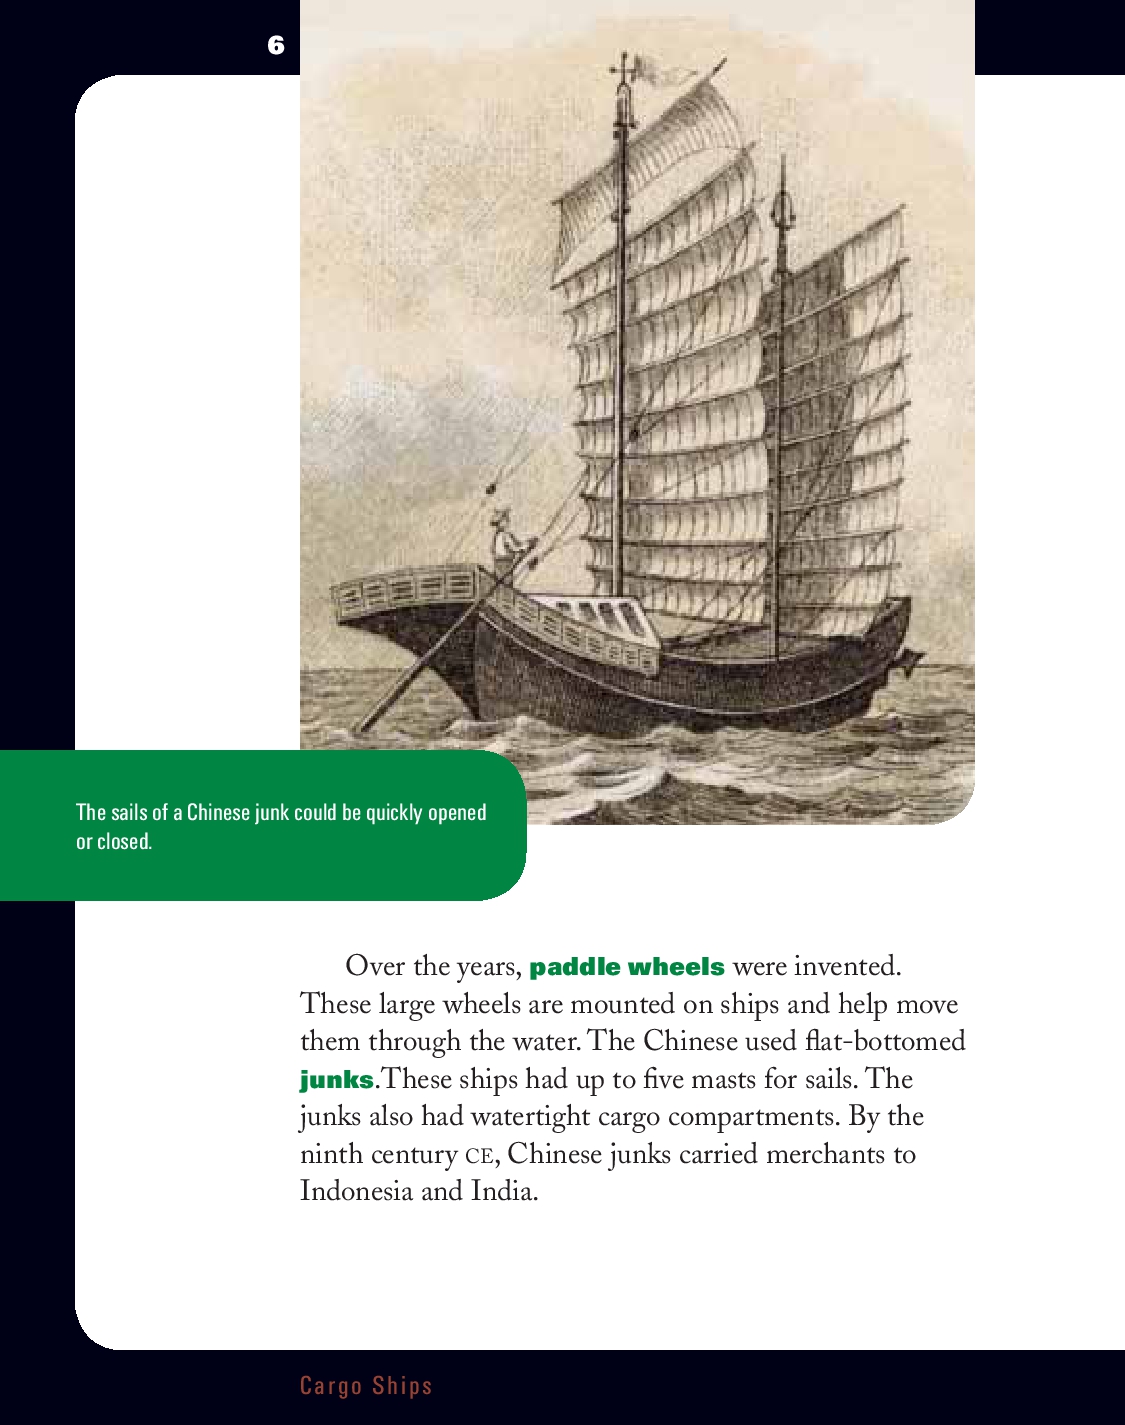 6
The sails of a Chinese junk could be quickly opened
or closed.
Over the years, paddle wheels were invented.
These large wheels are mounted on ships and help move
them through the water. The Chinese used flat-bottomed
junks.These ships had up to five masts for sails. The
junks also had watertight cargo compartments. By the
ninth century CE, Chinese junks carried merchants to
Indonesia and India.
Cargo Ships